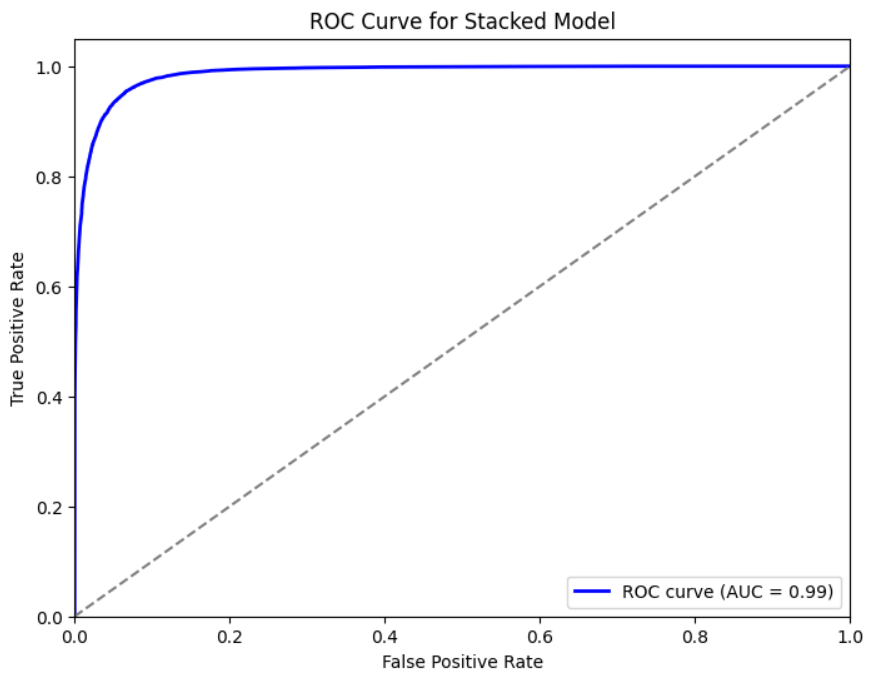 ROC Curve for Stacked Model
True Positive Rate
1.0
0.8
0.6
0.4
0.2
0.0
0.0 0.2 0.4 0.6 0.8 1.0
False Positive Rate
ROC curve (AUC = 0.99)